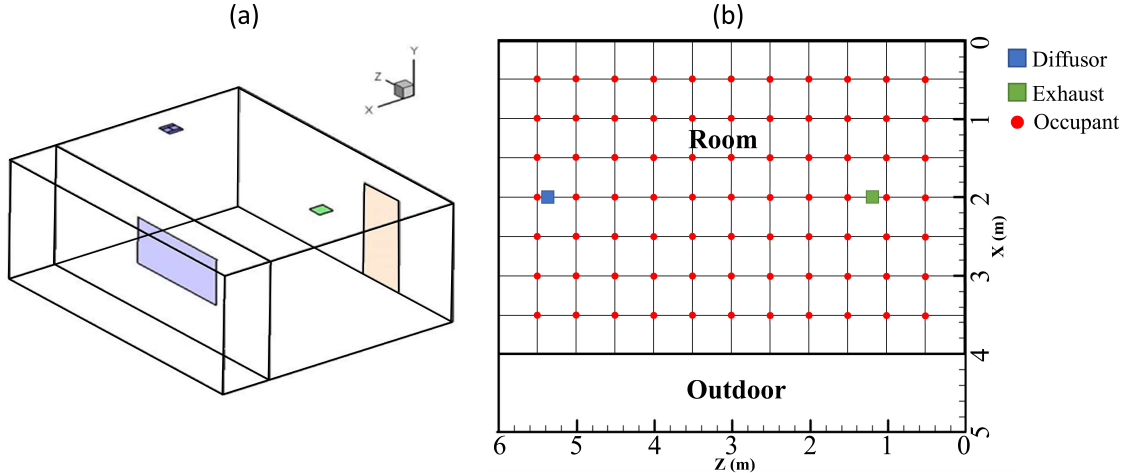 (a)
(b)
Y
Z
X
0
1
2
3
4
5
X (m)
Room
Outdoor
6 5 4 3 2 1 0
Z (m)
Diffusor
Exhaust
Occupant